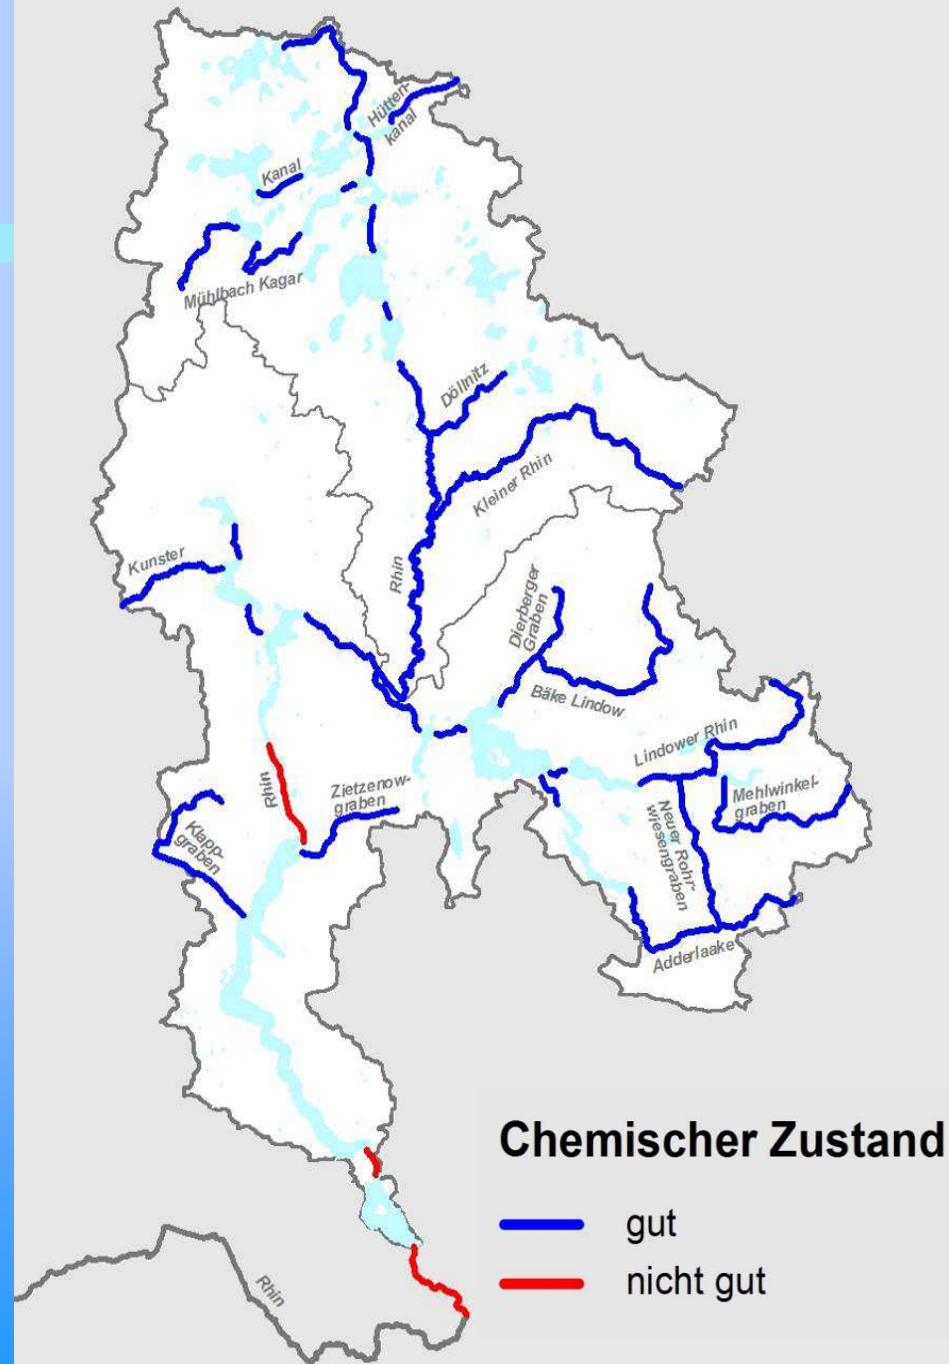 Hütten-
kanal
Kanal
Mühlbach Kagar
Döllnitz
Kleiner Rhin
Kunster
Rhin
Dierberger
Graben
Bäke Lindow
Lindower Rhin
Rhin
Zietzenow-
graben
Mehlwinkel-
graben
Klapp-
graben
Neuer Rohr-
wiesengraben
Adderlaake
Chemischer Zustand
gut
nicht gut
Rhin